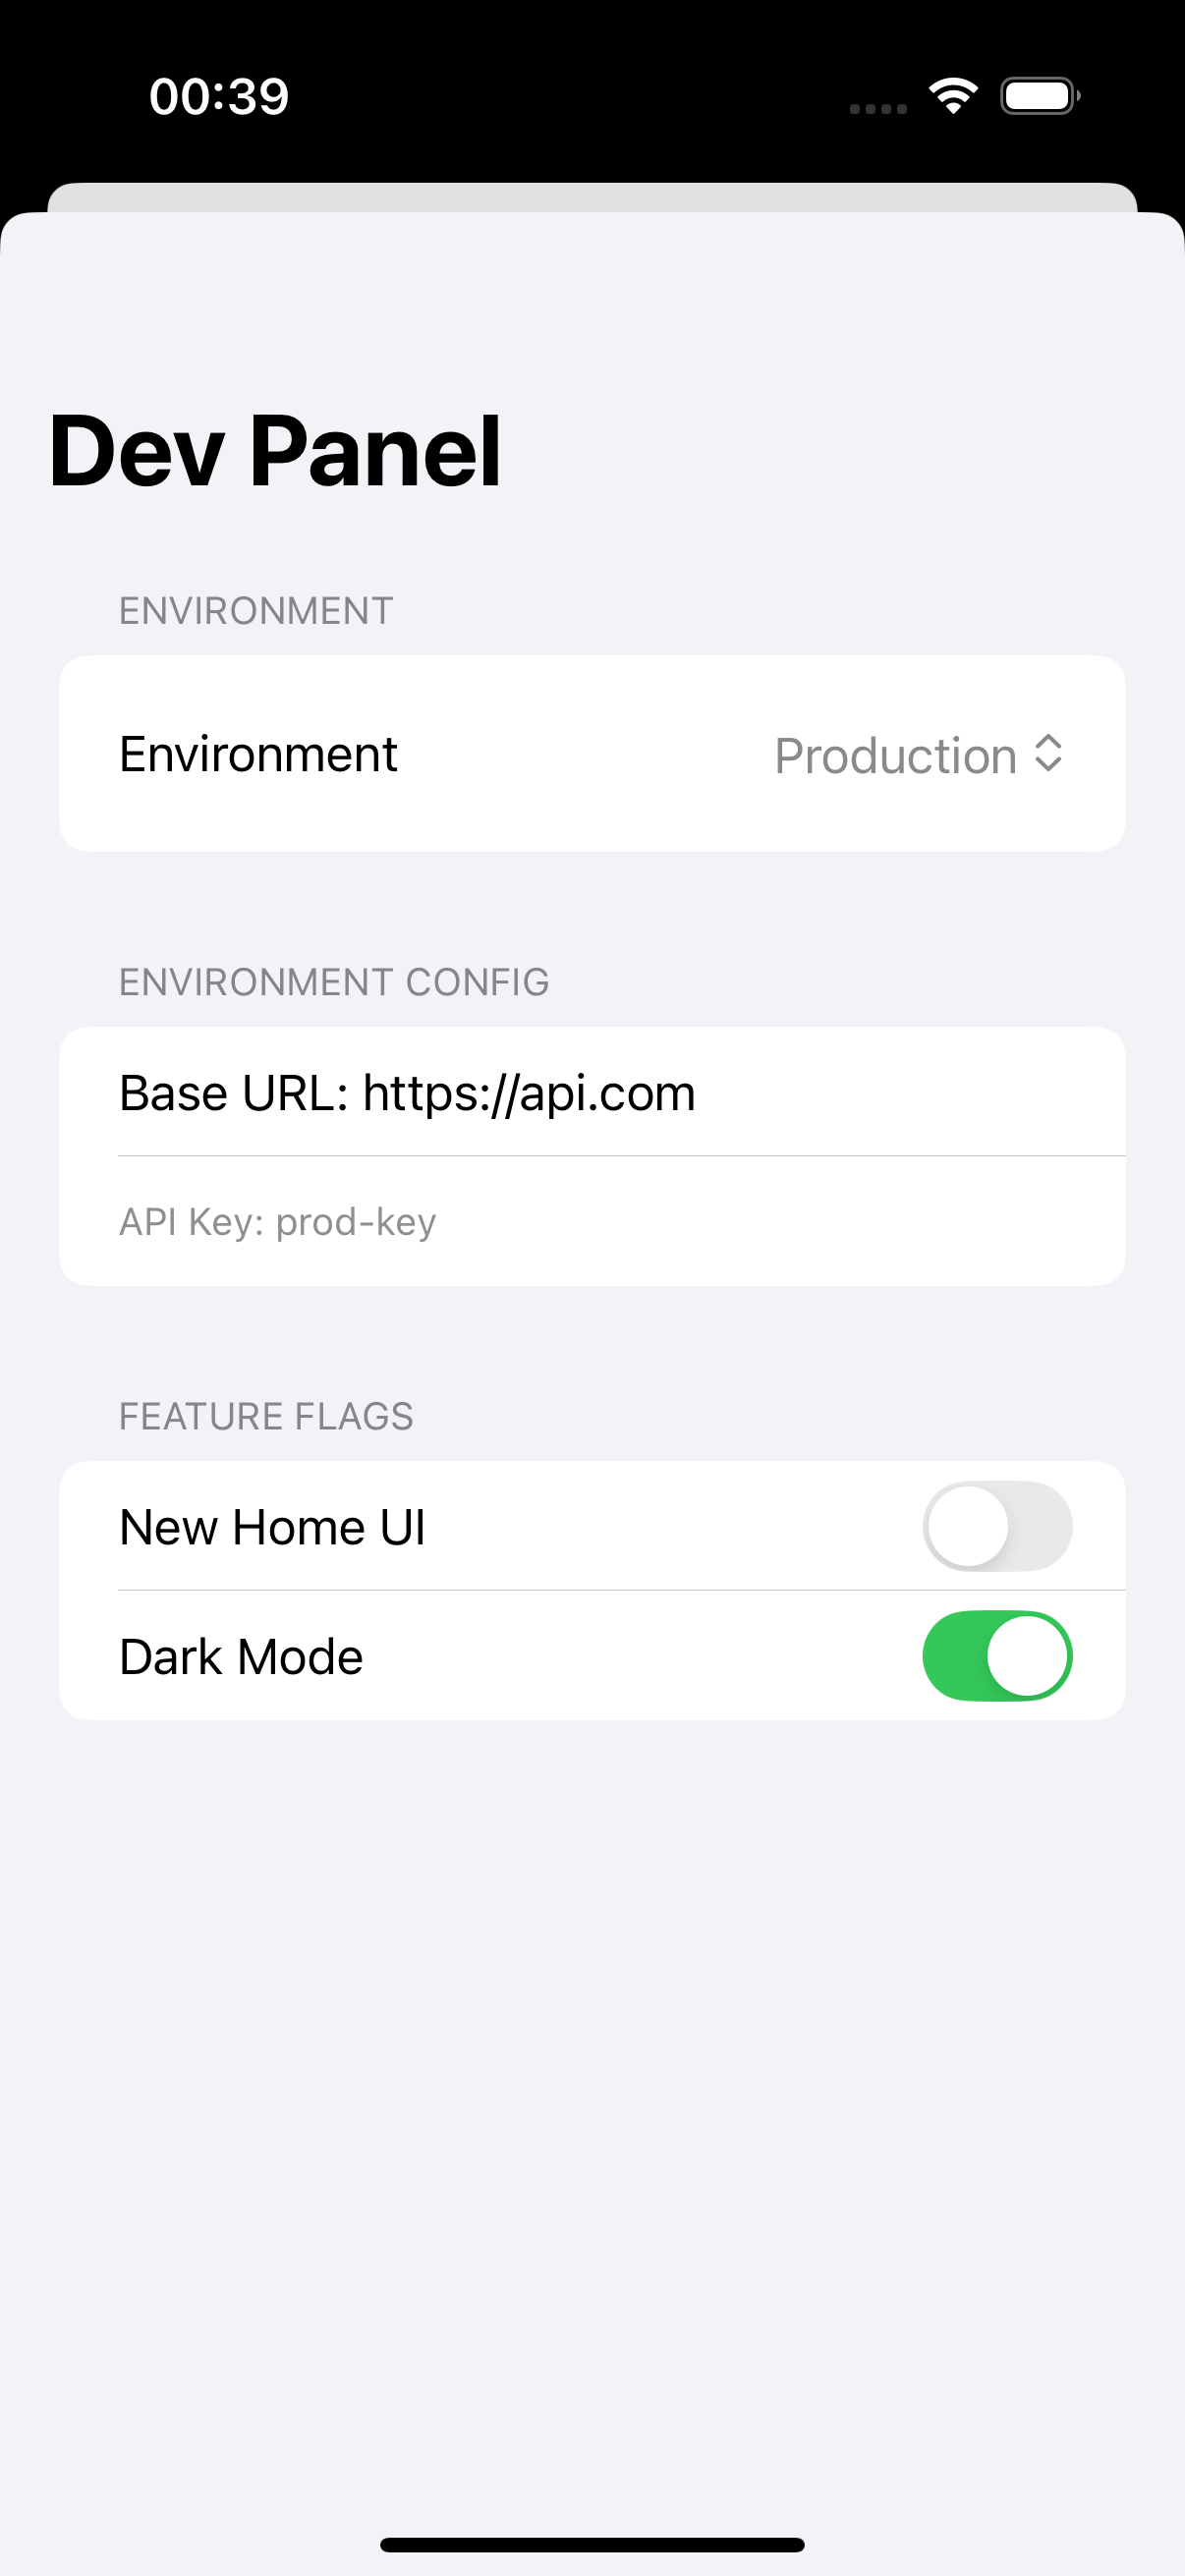 00:39
Dev Panel
ENVIRONMENT
Environment Production
ENVIRONMENT CONFIG
Base URL: https://api.com
API Key: prod-key
FEATURE FLAGS
New Home UI
Dark Mode